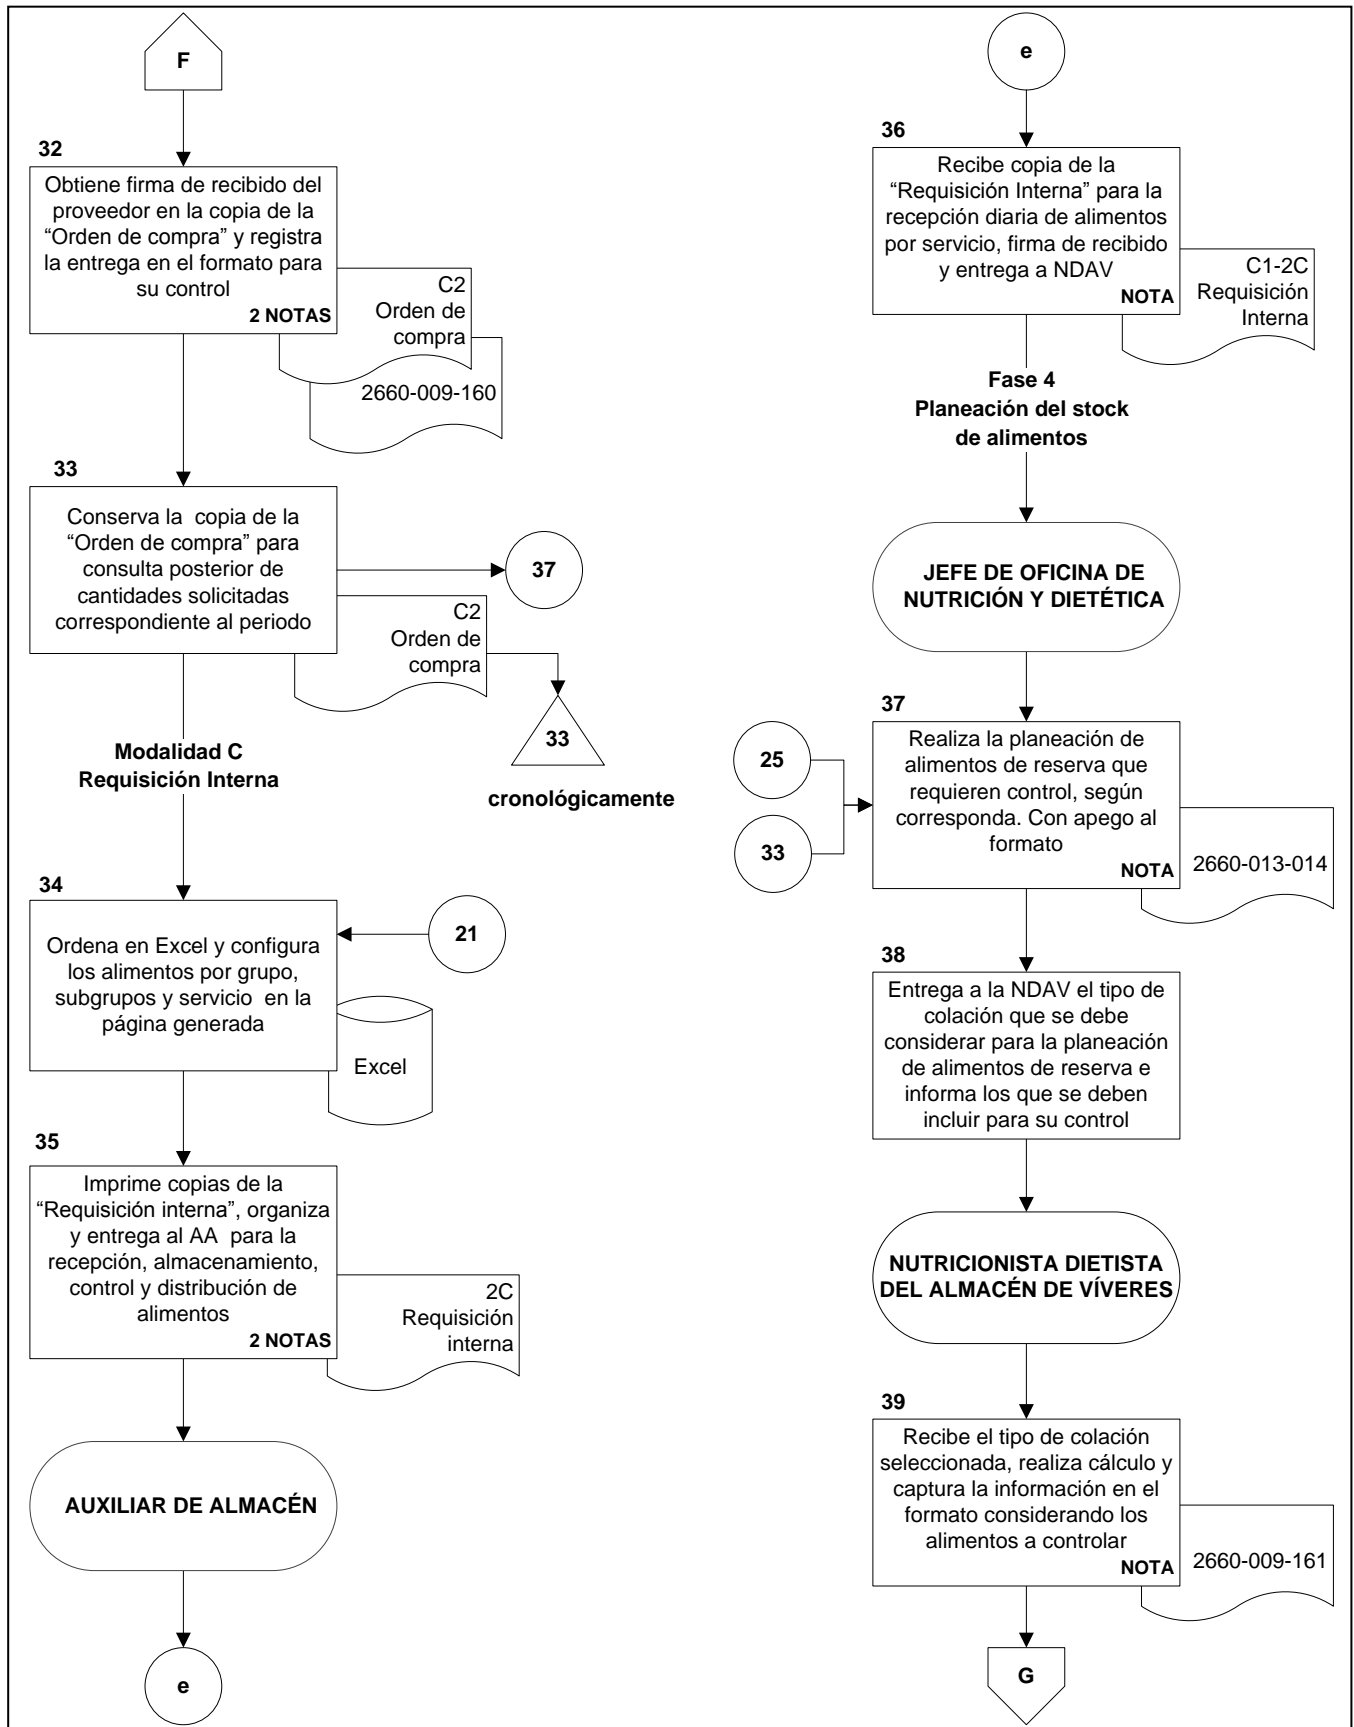 F
32
Obtiene firma de recibido del
proveedor en la copia de la
“Orden de compra” y registra
la entrega en el formato para
su control
2 NOTAS
C2
Orden de
compra
2660-009-160
33
Conserva la copia de la
“Orden de compra” para
consulta posterior de
cantidades solicitadas
correspondiente al periodo
37
C2
Orden de
compra
33
cronológicamente
Modalidad C
Requisición Interna
34
Ordena en Excel y configura
los alimentos por grupo,
subgrupos y servicio en la
página generada
21
Excel
35
Imprime copias de la
“Requisición interna”, organiza
y entrega al AA para la
recepción, almacenamiento,
control y distribución de
alimentos
2 NOTAS
2C
Requisición
interna
AUXILIAR DE ALMACÉN
e
e
36
Recibe copia de la
“Requisición Interna” para la
recepción diaria de alimentos
por servicio, firma de recibido
y entrega a NDAV
NOTA
C1-2C
Requisición
Interna
Fase 4
Planeación del stock
de alimentos
JEFE DE OFICINA DE
NUTRICIÓN Y DIETÉTICA
37
25
33
Realiza la planeación de
alimentos de reserva que
requieren control, según
corresponda. Con apego al
formato
NOTA
2660-013-014
38
Entrega a la NDAV el tipo de
colación que se debe
considerar para la planeación
de alimentos de reserva e
informa los que se deben
incluir para su control
NUTRICIONISTA DIETISTA
DEL ALMACÉN DE VÍVERES
39
Recibe el tipo de colación
seleccionada, realiza cálculo y
captura la información en el
formato considerando los
alimentos a controlar
NOTA
2660-009-161
G